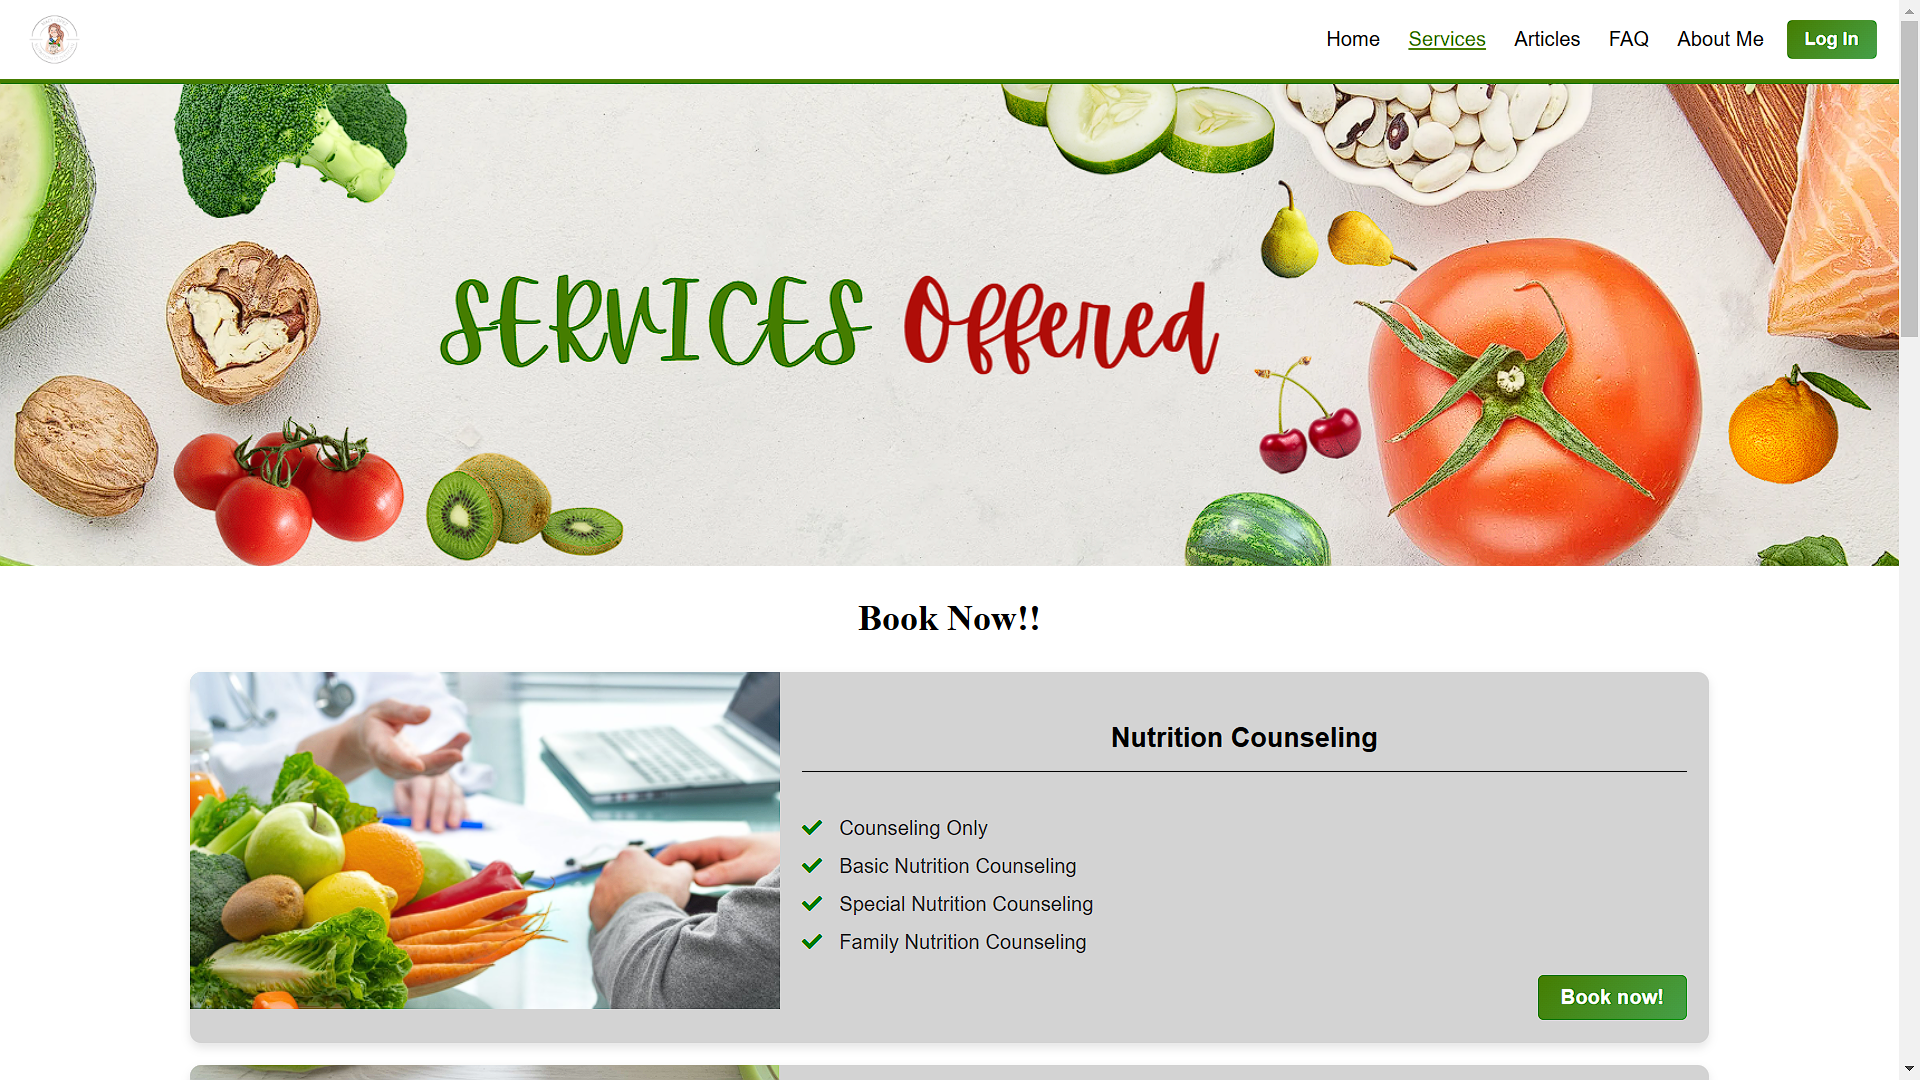 Home Services Articles FAQ About Me Log In
SERVICES Offered
Book Now!!
Nutrition Counseling
Counseling Only
Basic Nutrition Counseling
Special Nutrition Counseling
Family Nutrition Counseling
Book now!